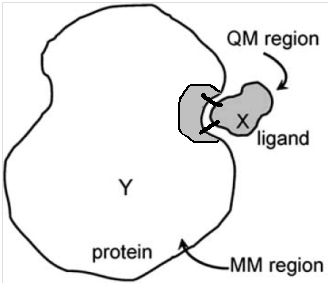 QM region
X
ligand
Y
protein
MM region